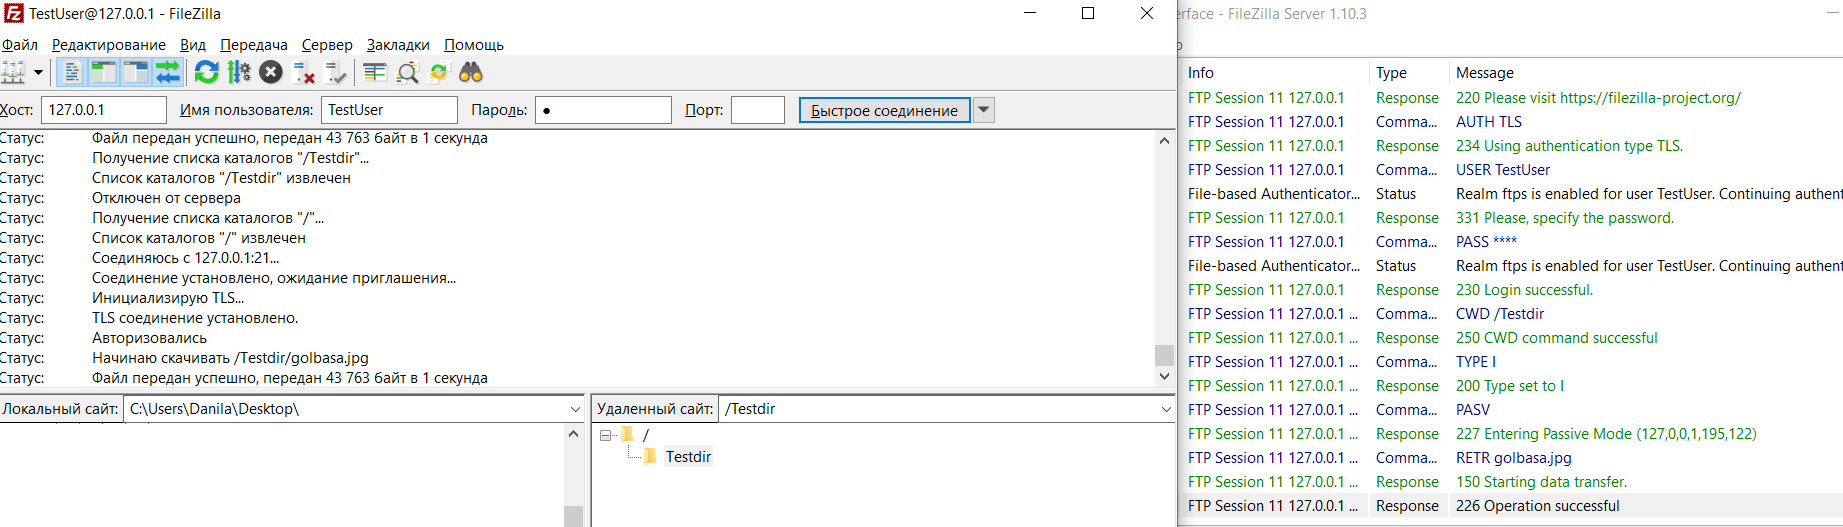 TestUser@127.0.0.1 - FileZilla
Файл Редактирование Вид Передача Сервер Закладки Помощь
Хост: 127.0.0.1 Имя пользователя: TestUser Пароль: ● Порт: Быстрое соединение
Статус: Файл передан успешно, передан 43 763 байт в 1 секунда
Статус: Получение списка каталогов "/Testdir"...
Статус: Список каталогов "/Testdir" извлечен
Статус: Отключен от сервера
Статус: Получение списка каталогов "/"...
Статус: Список каталогов "/" извлечен
Статус: Соединяюсь с 127.0.0.1:21...
Статус: Соединение установлено, ожидание приглашения...
Статус: Инициализирую TLS...
Статус: TLS соединение установлено.
Статус: Авторизовались
Статус: Начинаю скачивать /Testdir/golbasa.jpg
Статус: Файл передан успешно, передан 43 763 байт в 1 секунда
Локальный сайт: C:\Users\Danila\Desktop\
Удаленный сайт: /Testdir
/
Testdir
erface - FileZilla Server 1.10.3
Info Type Message
FTP Session 11 127.0.0.1 Response 220 Please visit https://filezilla-project.org/
FTP Session 11 127.0.0.1 Comma... AUTH TLS
FTP Session 11 127.0.0.1 Response 234 Using authentication type TLS.
FTP Session 11 127.0.0.1 Comma... USER TestUser
File-based Authenticator... Status Realm ftps is enabled for user TestUser. Continuing authent
FTP Session 11 127.0.0.1 Response 331 Please, specify the password.
FTP Session 11 127.0.0.1 Comma... PASS ****
File-based Authenticator... Status Realm ftps is enabled for user TestUser. Continuing authent
FTP Session 11 127.0.0.1 Response 230 Login successful.
FTP Session 11 127.0.0.1 ... Comma... CWD /Testdir
FTP Session 11 127.0.0.1 ... Response 250 CWD command successful
FTP Session 11 127.0.0.1 ... Comma... TYPE I
FTP Session 11 127.0.0.1 ... Response 200 Type set to I
FTP Session 11 127.0.0.1 ... Comma... PASV
FTP Session 11 127.0.0.1 ... Response 227 Entering Passive Mode (127,0,0,1,195,122)
FTP Session 11 127.0.0.1 ... Comma... RETR golbasa.jpg
FTP Session 11 127.0.0.1 ... Response 150 Starting data transfer.
FTP Session 11 127.0.0.1 ... Response 226 Operation successful